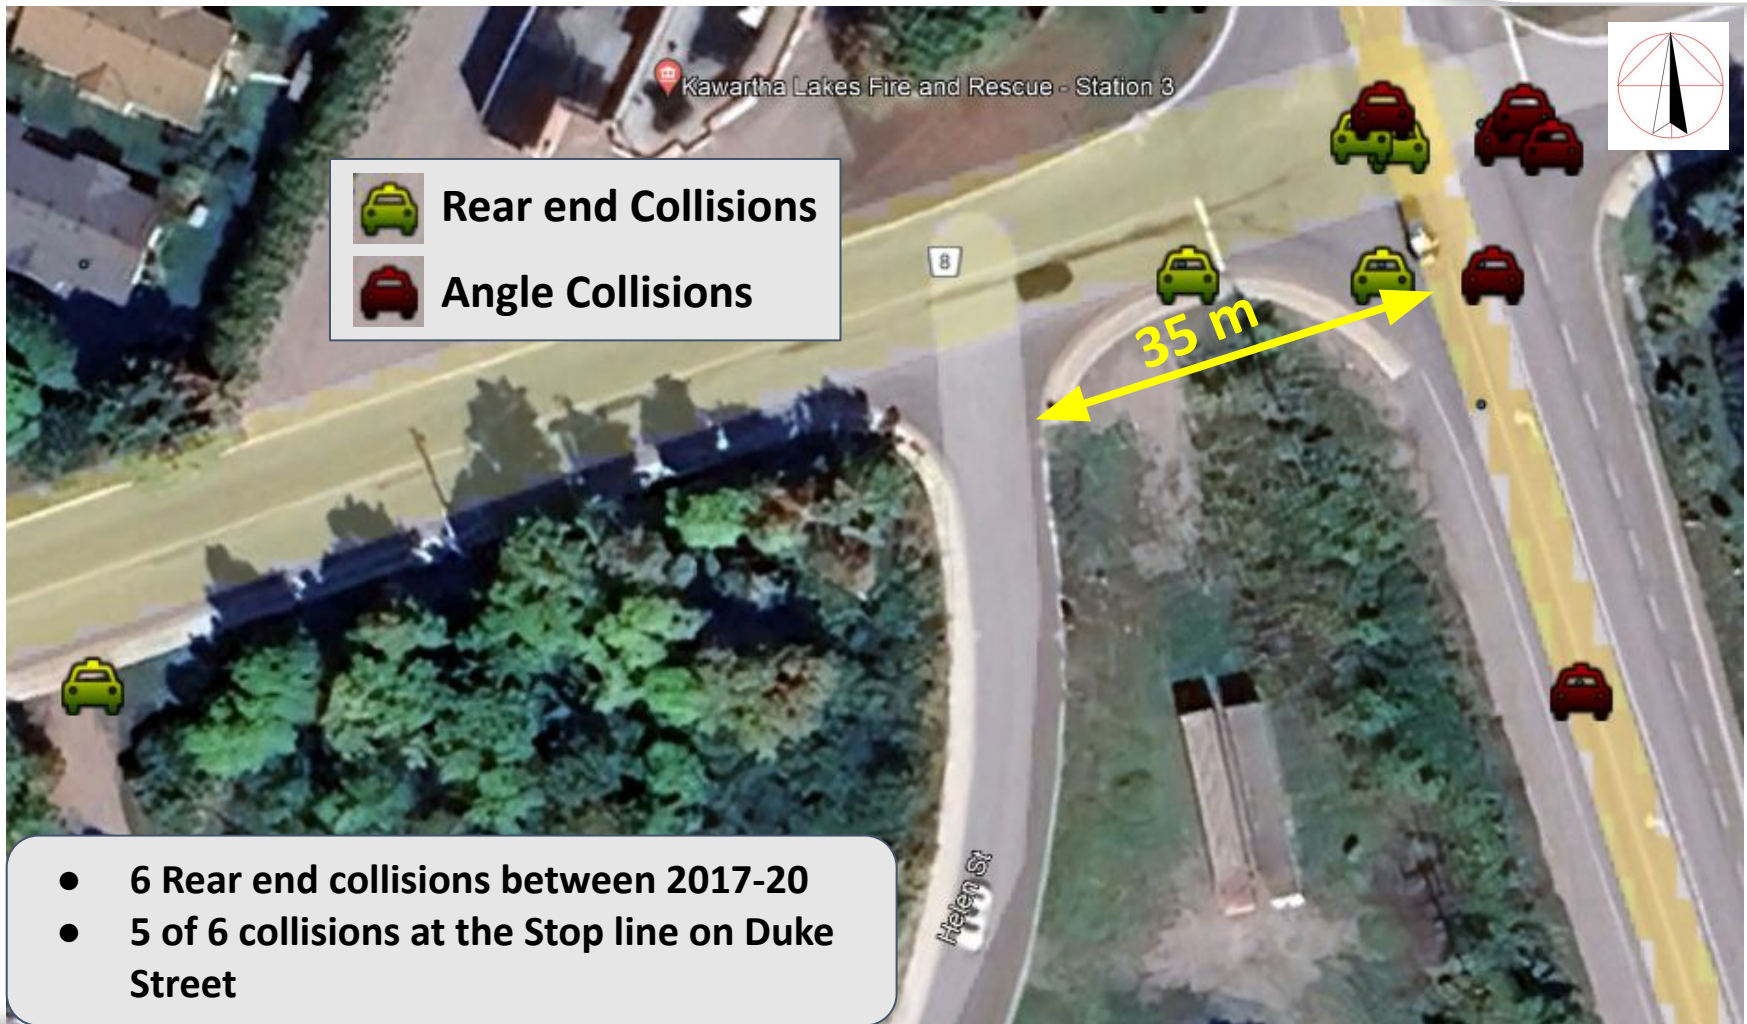 Kawartha Lakes Fire and Rescue - Station 3
Rear end Collisions
Angle Collisions
8
35 m
Helen St
● 6 Rear end collisions between 2017-20
● 5 of 6 collisions at the Stop line on Duke
Street